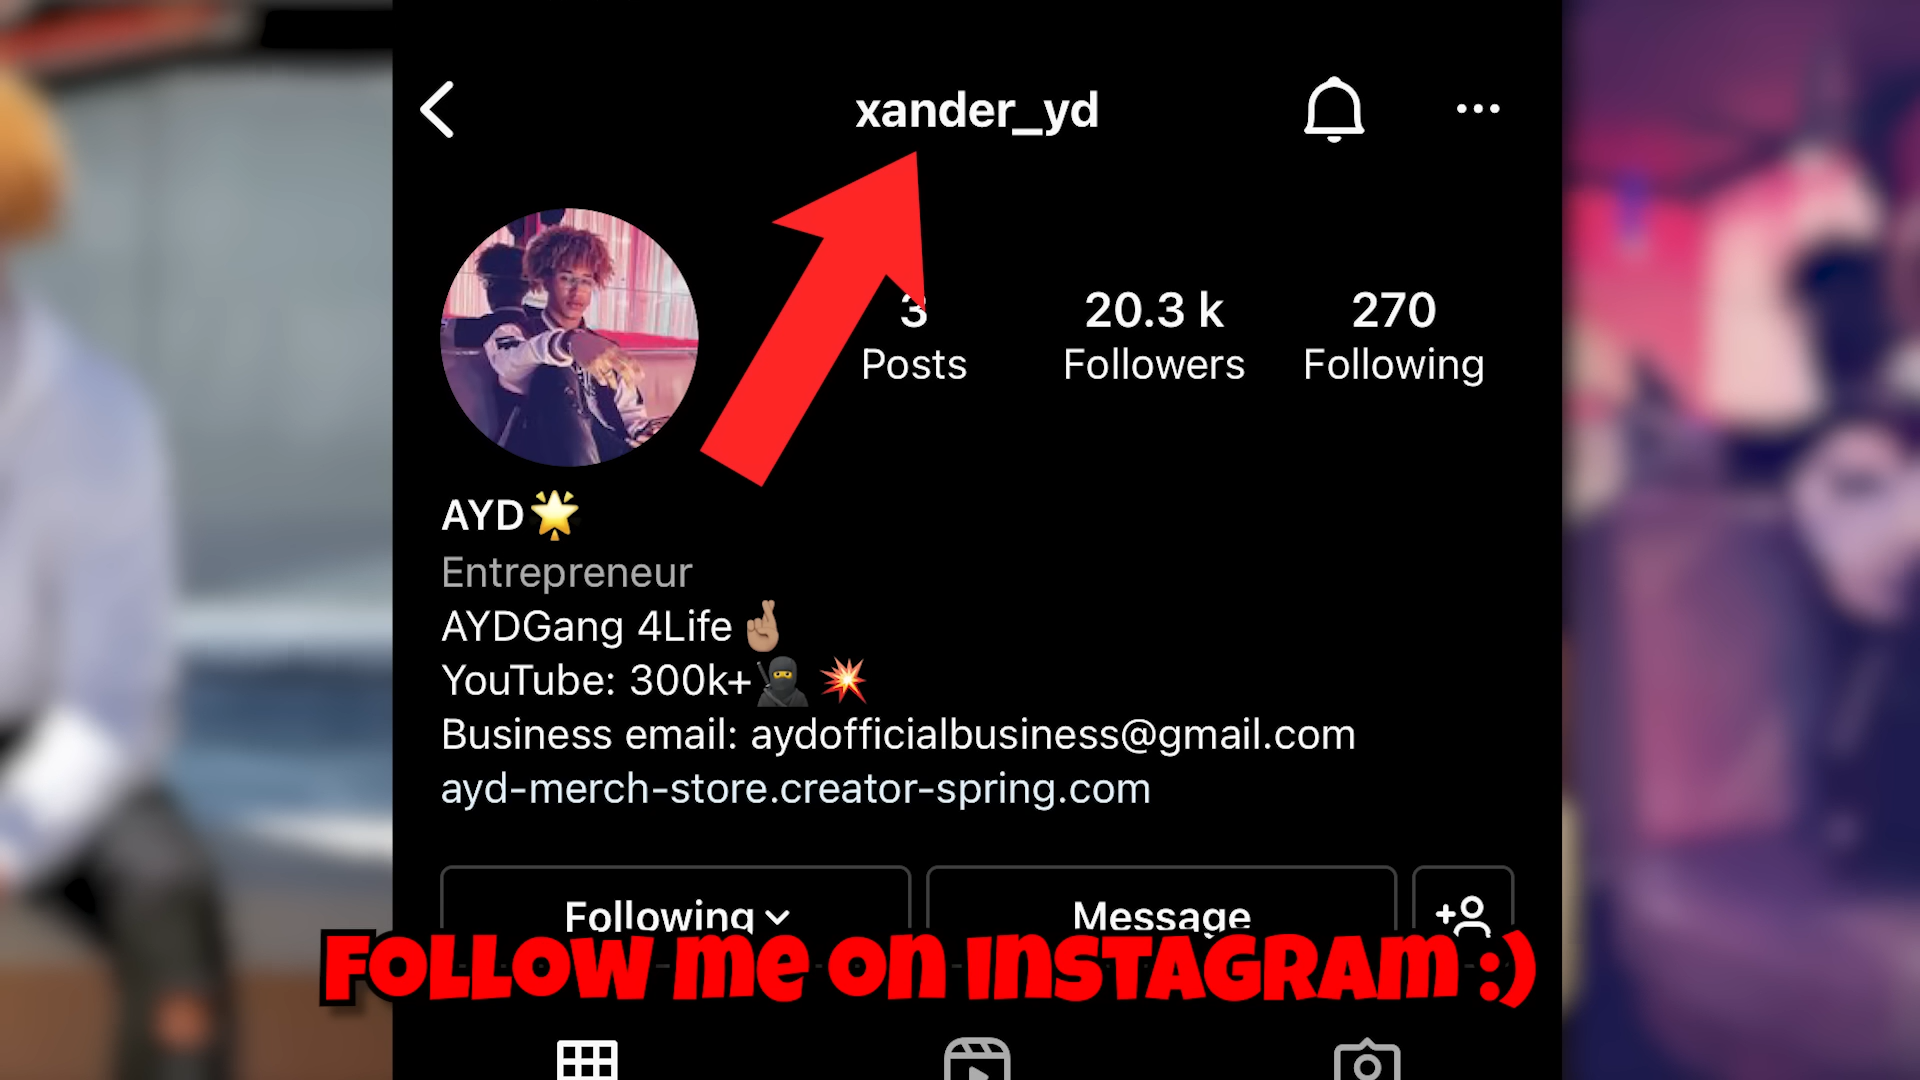 xander_yd
3 20.3 k 270
Posts Followers Following
AYD🌟
Entrepreneur
AYDGang 4Life🤞🏼
YouTube: 300k+🥷 💥
Business email: aydofficialbusiness@gmail.com
ayd-merch-store.creator-spring.com
Following Message
FOLLOW me ON INSTAGRAM :)